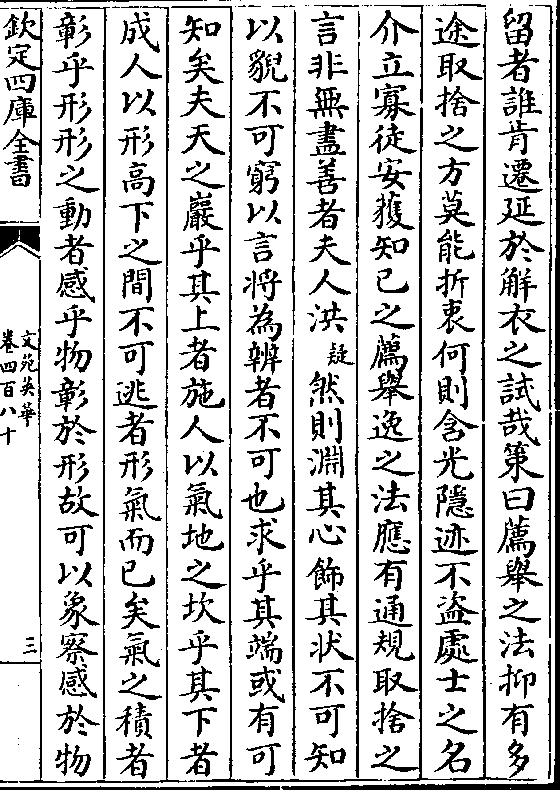 留者誰肯遷延於解衣之試哉策曰薦舉之法抑有多
途取捨之方莫能折衷何則含光隱迹不盜處士之名
介立寡徒安獲知已之薦舉逸之法應有通規取捨之
言非無盡善者夫人洪疑然則淵其心飾其狀不可知
以貌不可窮以言將為辨者不可也求乎其端或有可
知矣夫天之巖乎其上者施人以氣地之坎乎其下者
成人以形高下之間不可逃者形氣而已矣氣之積者
彰乎形形之動者感乎物彰於形故可以象察感於物
欽定四庫全書
文苑英華
卷四百八十
三